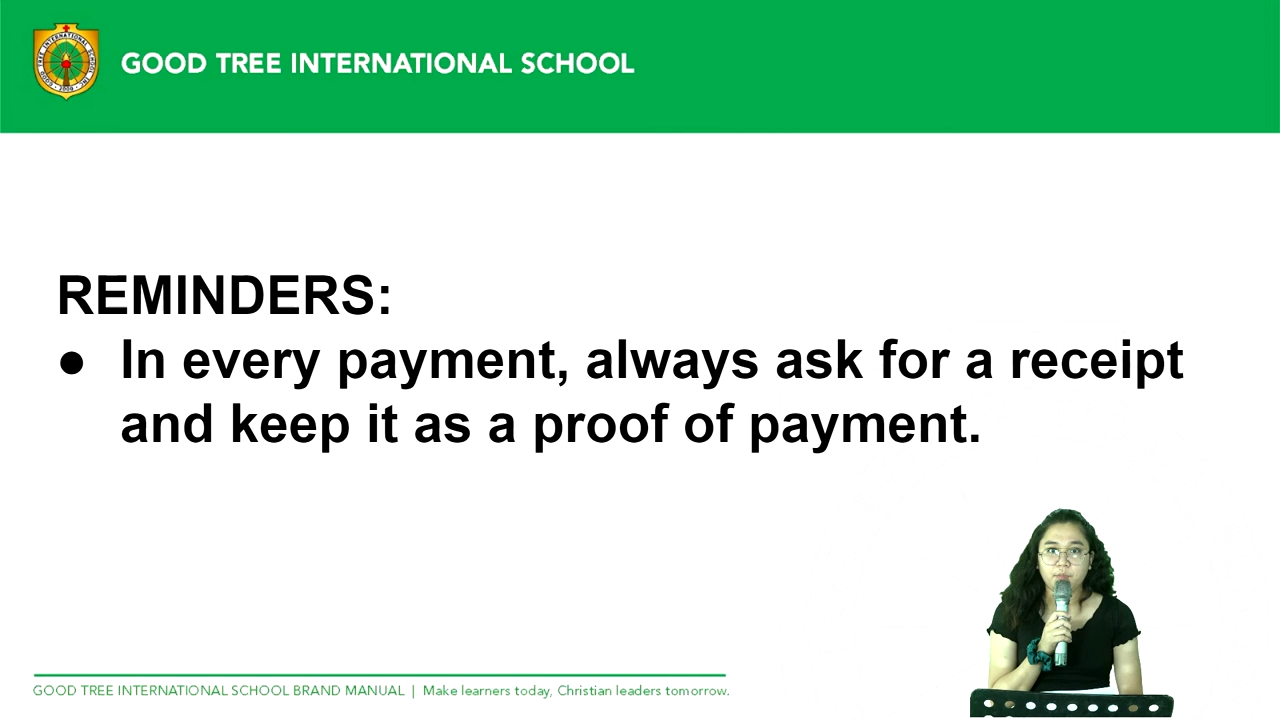 GOOD TREE INTERNATIONAL SCHOOL
REMINDERS:
● In every payment, always ask for a receipt
and keep it as a proof of payment.
GOOD TREE INTERNATIONAL SCHOOL BRAND MANUAL | Make learners today, Christian leaders tomorrow.